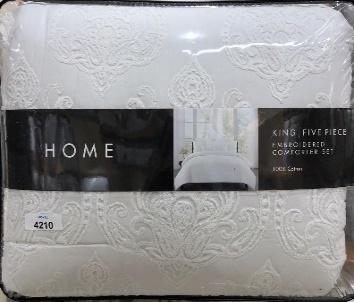 HOME
KING, FIVE PIECE
EMBROIDERED
COMFORTER SET
100% Cotton
4210